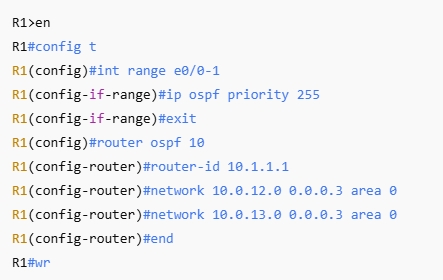 R1>en
R1#config t
R1(config)#int range e0/0-1
R1(config-if-range)#ip ospf priority 255
R1(config-if-range)#exit
R1(config)#router ospf 10
R1(config-router)#router-id 10.1.1.1
R1(config-router)#network 10.0.12.0 0.0.0.3 area 0
R1(config-router)#network 10.0.13.0 0.0.0.3 area 0
R1(config-router)#end
R1#wr